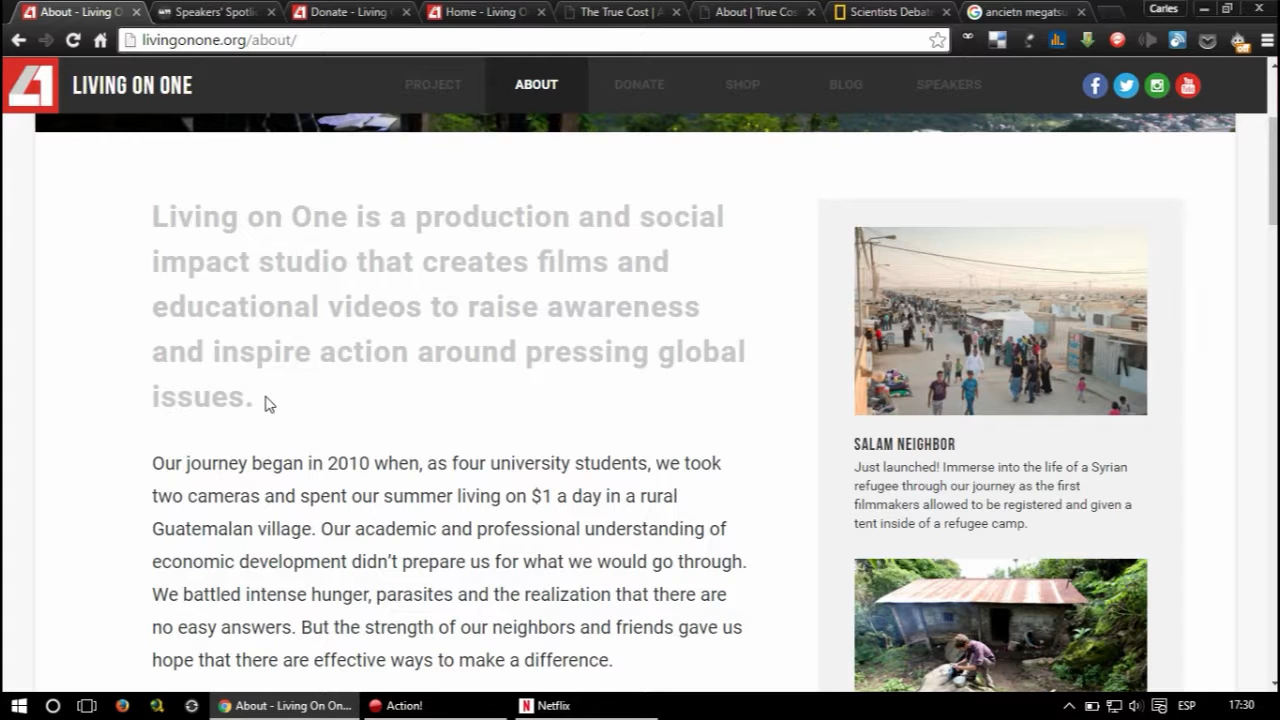 About - Living O
Speakers' Spotli
Donate - Living
Home - Living O
The True Cost | A
About | True Cos
Scientists Debat
ancietn megatsu
Carles
livingonone.org/about/
off
LIVING ON ONE
PROJECT
ABOUT
DONATE
SHOP
BLOG
SPEAKERS
You
Living on One is a production and social
impact studio that creates films and
educational videos to raise awareness
and inspire action around pressing global
issues.
Our journey began in 2010 when, as four university students, we took
two cameras and spent our summer living on $1 a day in a rural
Guatemalan village. Our academic and professional understanding of
economic development didn't prepare us for what we would go through.
We battled intense hunger, parasites and the realization that there are
no easy answers. But the strength of our neighbors and friends gave us
hope that there are effective ways to make a difference.
SALAM NEIGHBOR
Just launched! Immerse into the life of a Syrian
refugee through our journey as the first
filmmakers allowed to be registered and given a
tent inside of a refugee camp.
About - Living On On...
Action!
Netflix
ESP
17:30